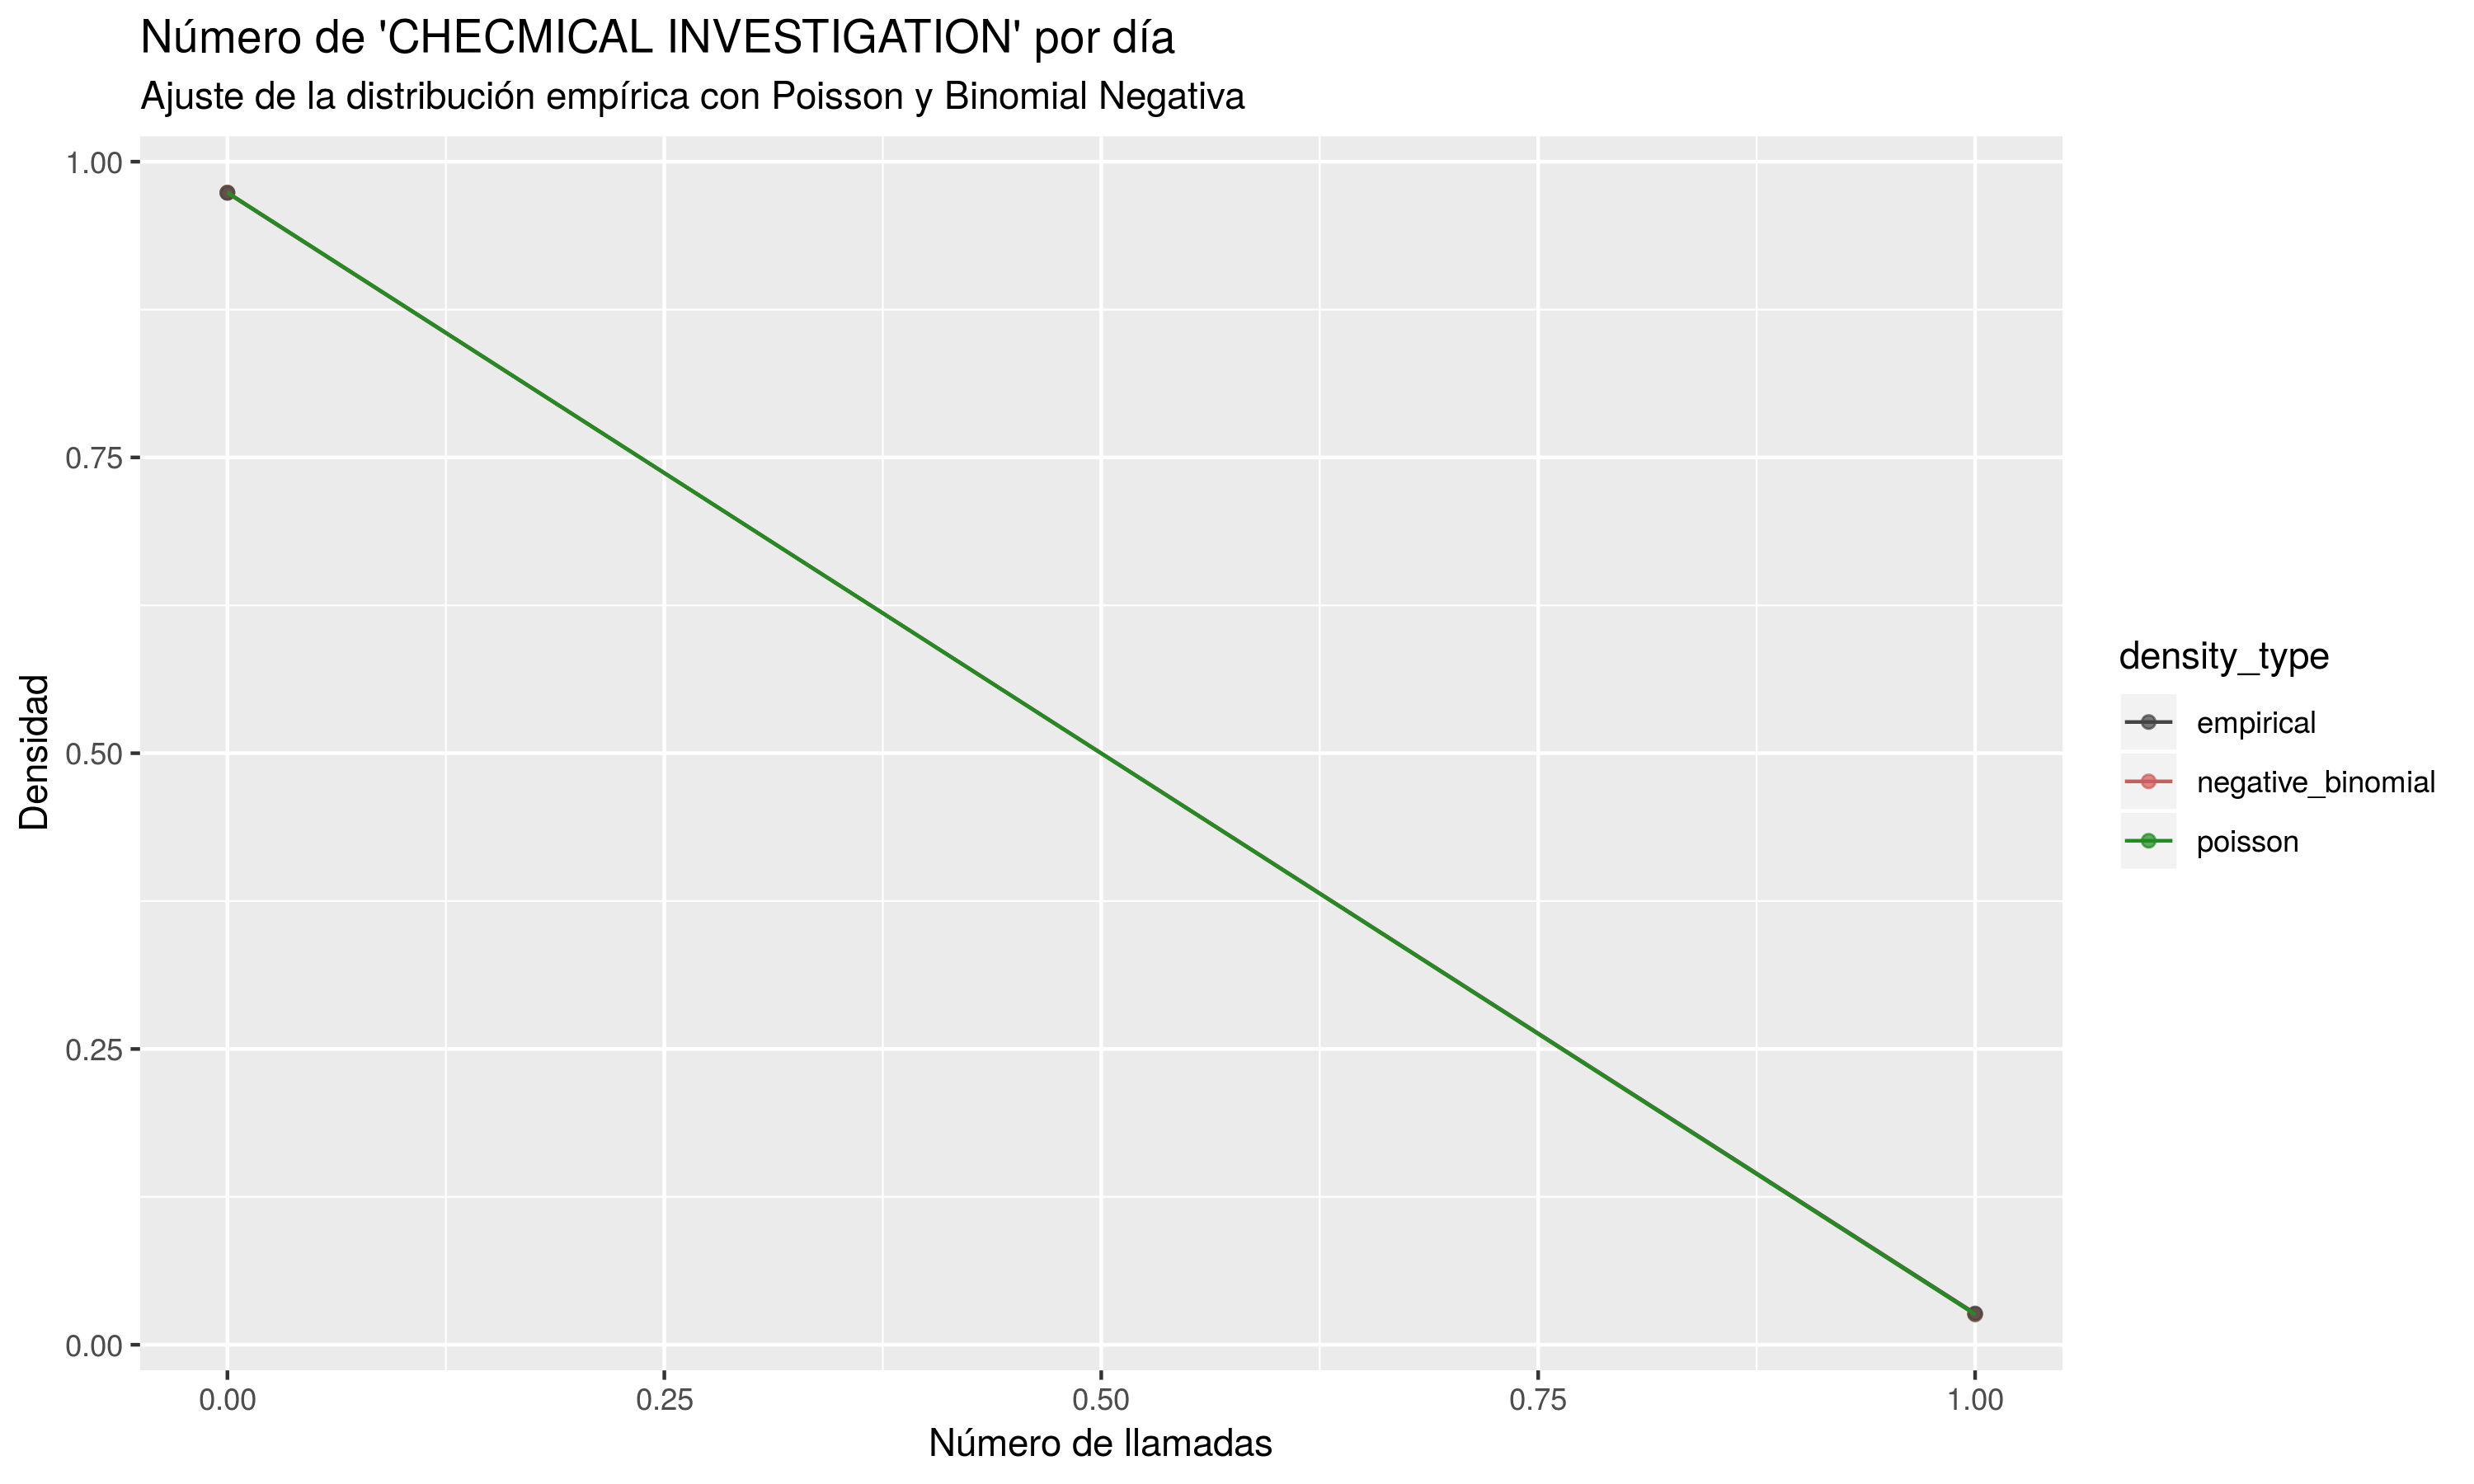 Número de 'CHECMICAL INVESTIGATION' por día
Ajuste de la distribución empírica con Poisson y Binomial Negativa
1.00
0.75
0.50
0.25
0.00
Densidad
0.00 0.25 0.50 0.75 1.00
Número de llamadas
density_type
empirical
negative_binomial
poisson